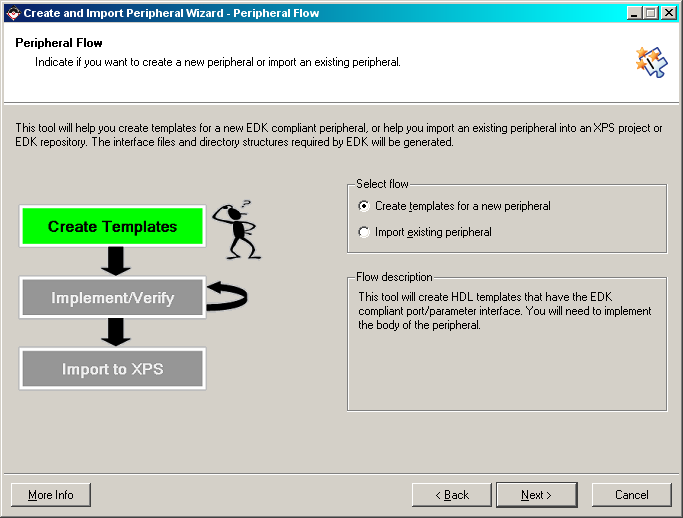 Create and Import Peripheral Wizard - Peripheral Flow
Peripheral Flow
Indicate if you want to create a new peripheral or import an existing peripheral.
This tool will help you create templates for a new EDK compliant peripheral, or help you import an existing peripheral into an XPS project or
EDK repository. The interface files and directory structures required by EDK will be generated.
Select flow
Create templates for a new peripheral
Import existing peripheral
Create Templates
Implement/Verify
Import to XPS
Flow description
This tool will create HDL templates that have the EDK
compliant port/parameter interface. You will need to implement
the body of the peripheral.
More Info
< Back
Next >
Cancel